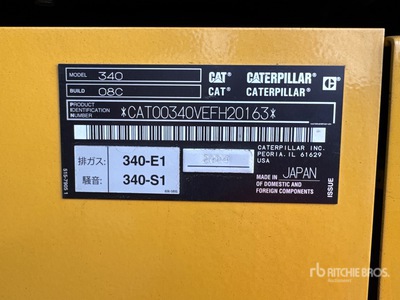 MODEL 340 CAT® CATERPILLAR®
BUILD 08C CAT® CATERPILLAR®
PRODUCT IDENTIFICATION NUMBER *CAT00340VEFH20163*
排ガス: 340-E1
騒音: 340-S1
CATERPILLAR INC.
PEORIA, IL 61629
USA
MADE IN JAPAN
OF DOMESTIC AND
FOREIGN COMPONENTS
ISSUE
rb RITCHIE BROS.